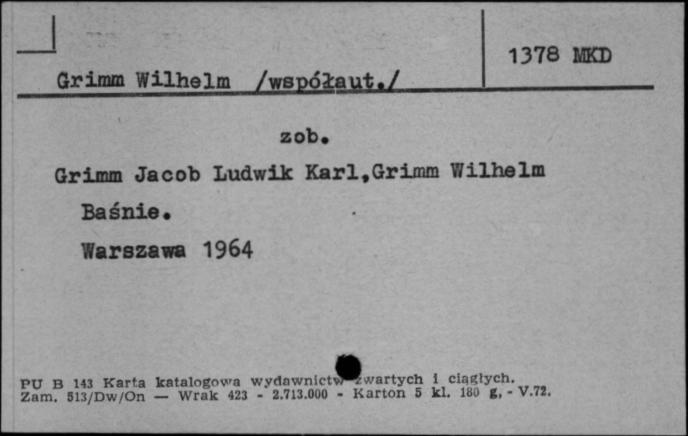 1378 MKD
Grimm Wilhelm /współaut./
zob.
Grimm Jacob Ludwik Karl,Grimm Wilhelm
Baśnie.
Warszawa 1964
PU B 143 Karta katalogowa wydawnictw zwartych i ciągłych.
Zam. 513/Dw/On — Wrak 423 - 2.713.000 - Karton 5 kl. 180 g, - V.72.